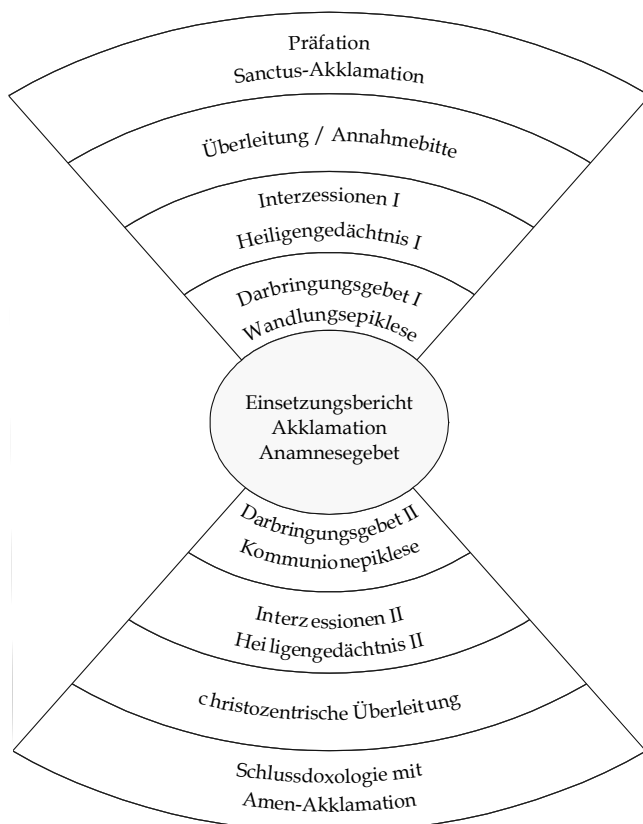 Präfation
Sanctus-Akklamation
Überleitung / Annahmebitte
Interzessionen I
Heiligengedächtnis I
Darbringungsgebet I
Wandlungsepiklese
Einsetzungsbericht
Akklamation
Anamnesegebet
Darbringungsgebet II
Kommunionepiklese
Interzessionen II
Heiligengedächtnis II
christozentrische Überleitung
Schlussdoxologie mit
Amen-Akklamation